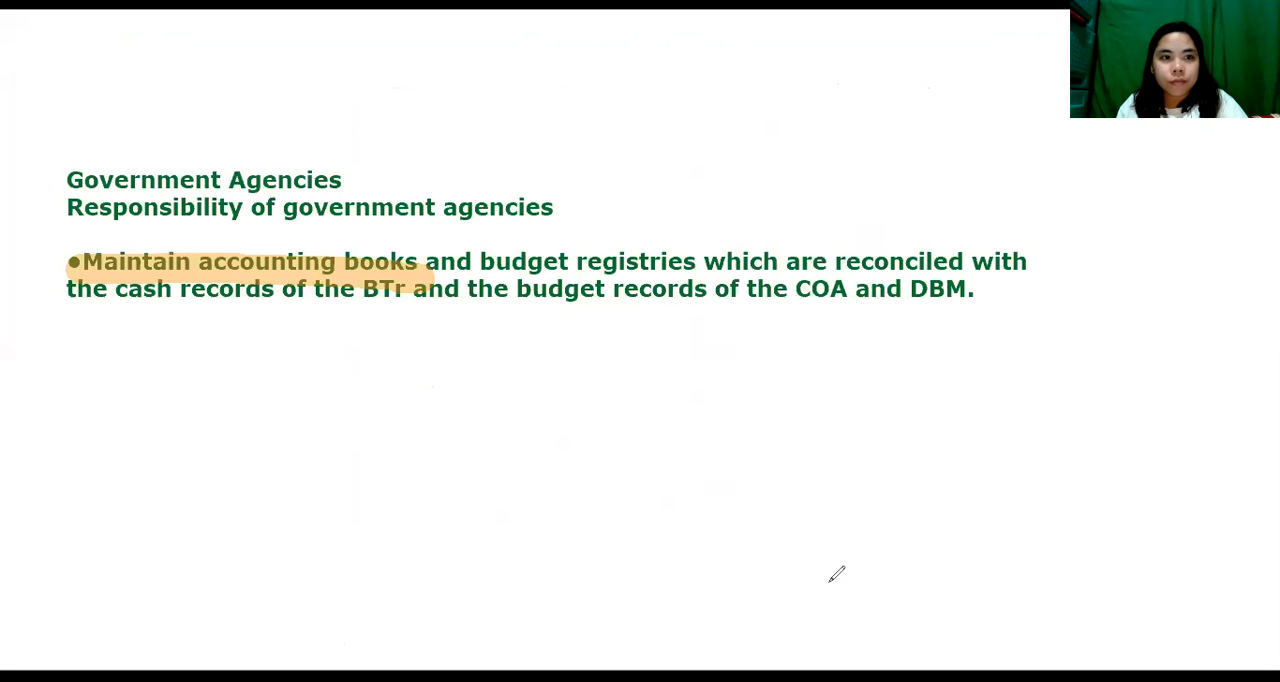 Government Agencies
Responsibility of government agencies
•Maintain accounting books and budget registries which are reconciled with
the cash records of the BTr and the budget records of the COA and DBM.